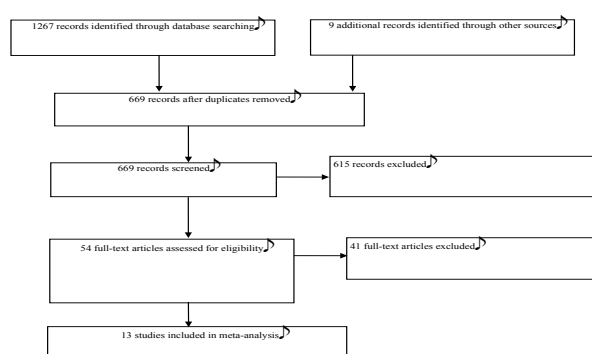 1267 records identified through database searching♪
9 additional records identified through other sources♪
669 records after duplicates removed♪
669 records screened♪
615 records excluded♪
54 full-text articles assessed for eligibility♪
41 full-text articles excluded♪
13 studies included in meta-analysis♪